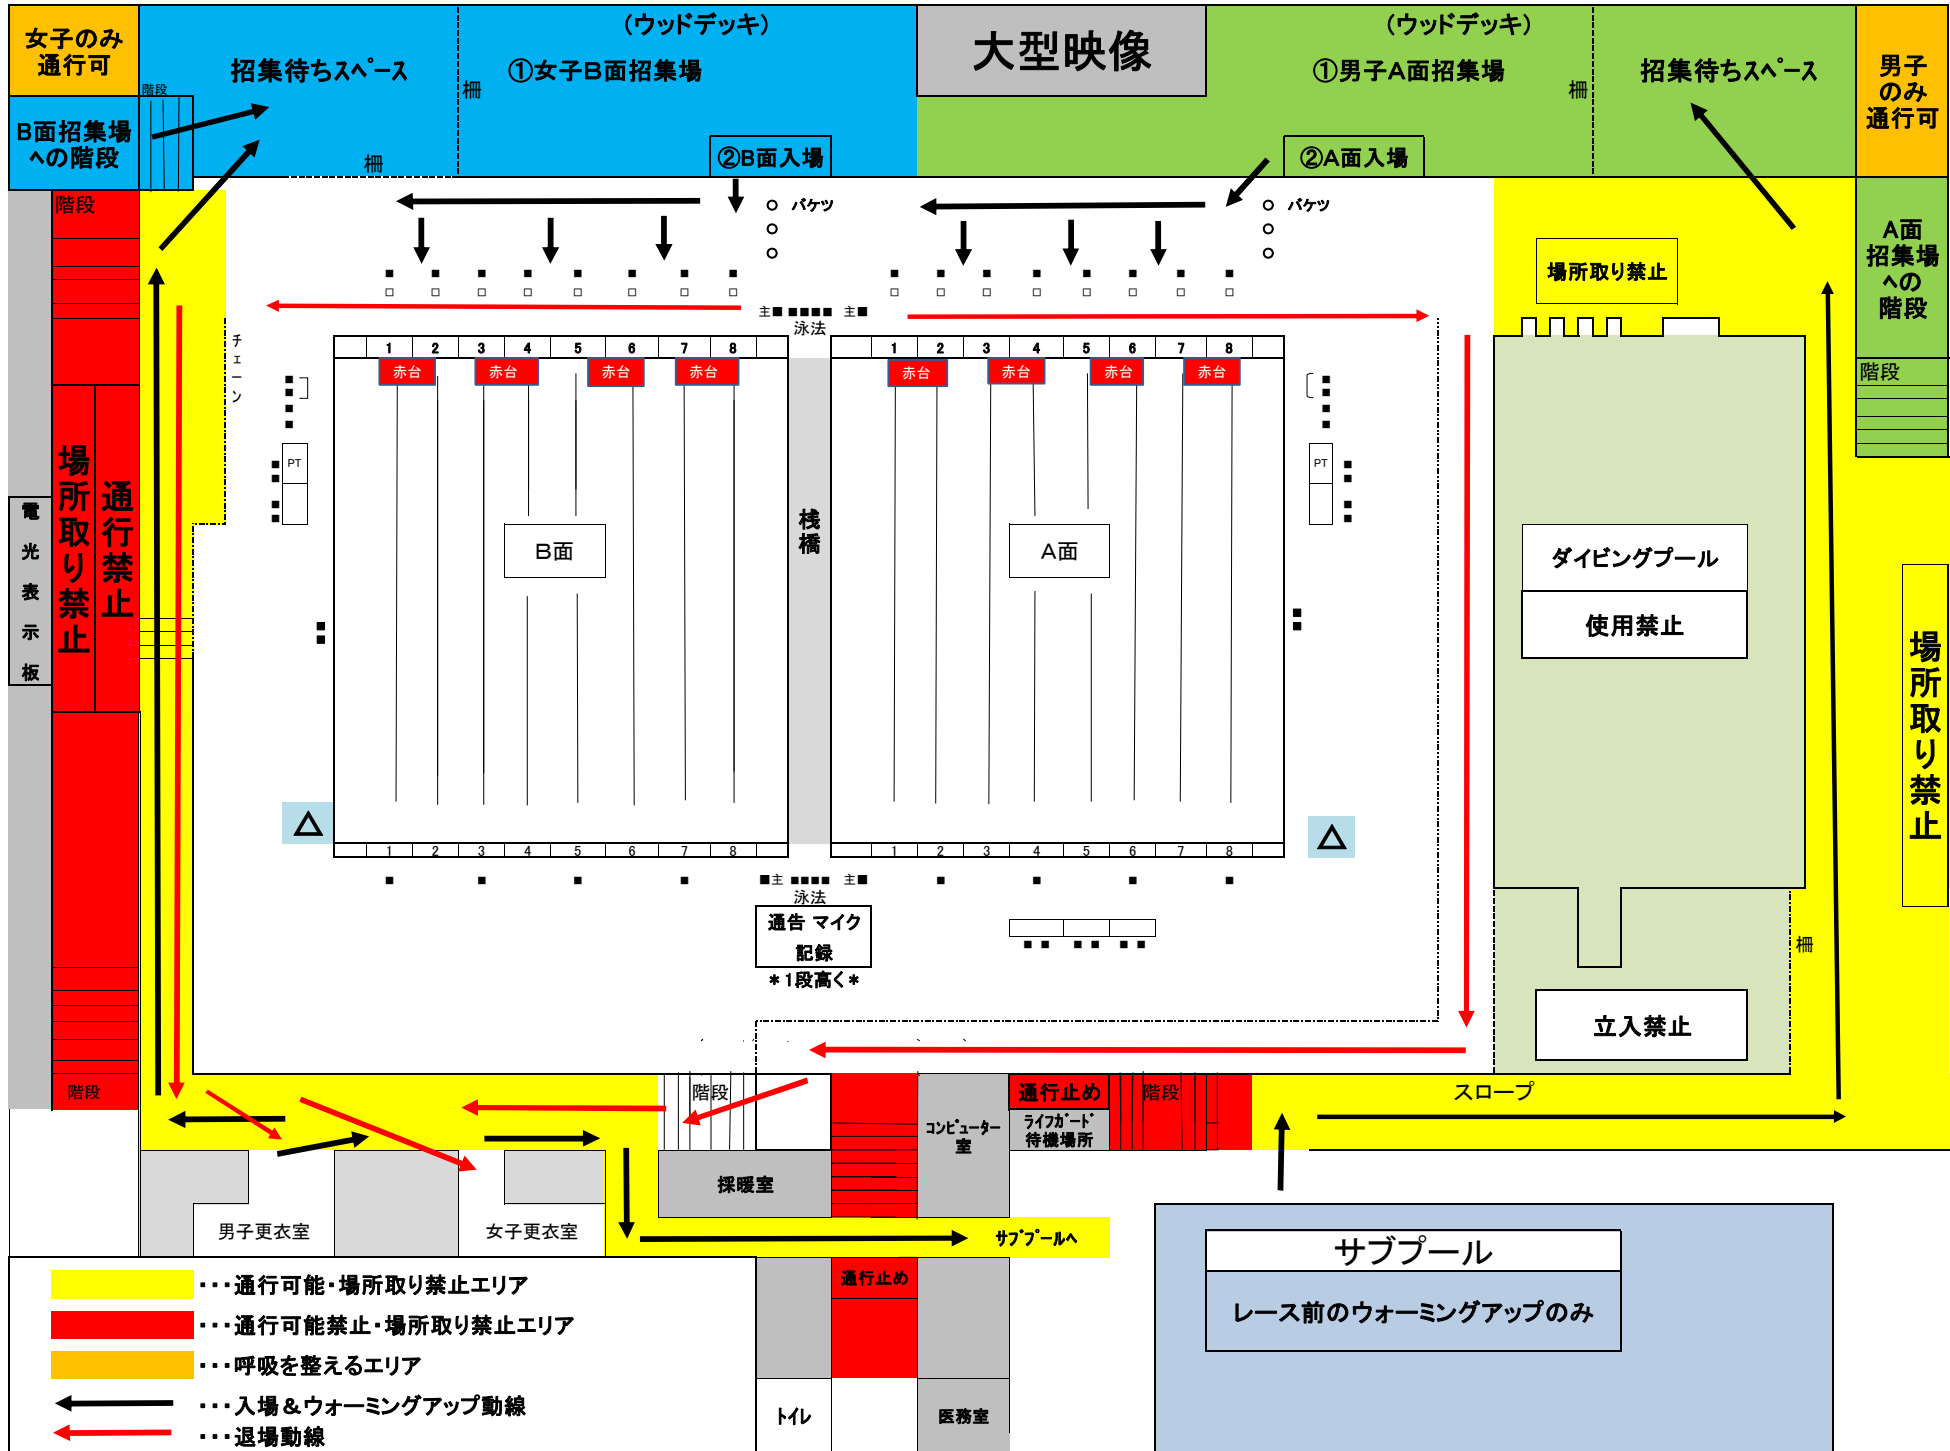 女子のみ
通行可
招集待ちスペース
(ウッドデッキ)
①女子B面招集場
柵
大型映像
(ウッドデッキ)
①男子A面招集場
柵
招集待ちスペース
男子
のみ
通行可
階段
B面招集場
への階段
柵
②B面入場
②A面入場
階段
バケツ
バケツ
A面
招集場
への
階段
場所取り禁止
主■ ■■■■ 主■
泳法
チェーン
1 2 3 4 5 6 7 8
1 2 3 4 5 6 7 8
赤台 赤台 赤台 赤台
赤台 赤台 赤台 赤台
階段
場所取り禁止
通行禁止
PT
PT
電光表示板
B面
桟橋
A面
ダイビングプール
使用禁止
場所取り禁止
△
△
1 2 3 4 5 6 7 8
1 2 3 4 5 6 7 8
■主 ■■■■ 主■
泳法
通告 マイク
記録
*1段高く*
柵
立入禁止
階段
階段
コンピューター
室
通行止め
ライフガード
待機場所
階段
スロープ
採暖室
男子更衣室
女子更衣室
サブプールへ
サブプール
レース前のウォーミングアップのみ
通行止め
・・・通行可能・場所取り禁止エリア
・・・通行可能禁止・場所取り禁止エリア
・・・呼吸を整えるエリア
・・・入場&ウォーミングアップ動線
・・・退場動線
トイレ
医務室